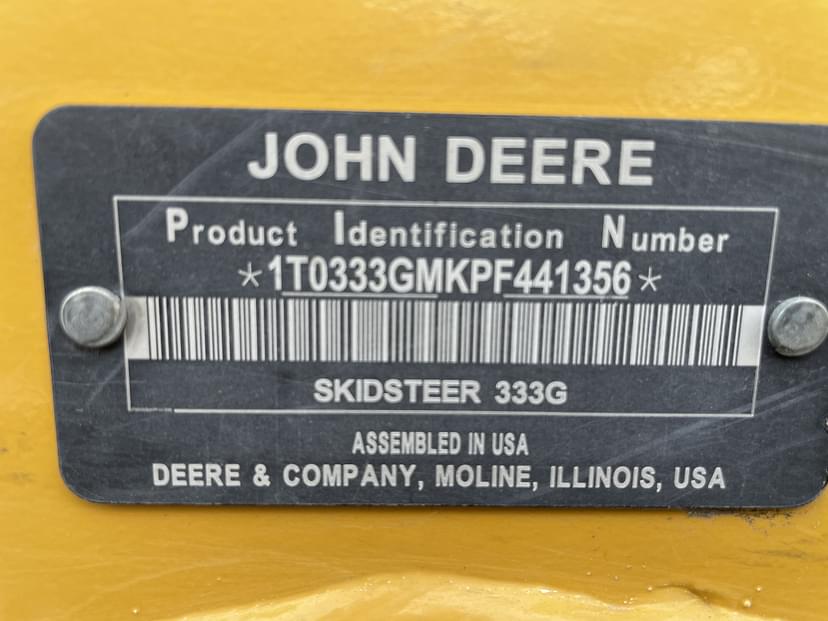 JOHN DEERE
Product Identification Number
*1T0333GMKPF441356*
SKIDSTEER 333G
ASSEMBLED IN USA
DEERE & COMPANY, MOLINE, ILLINOIS, USA